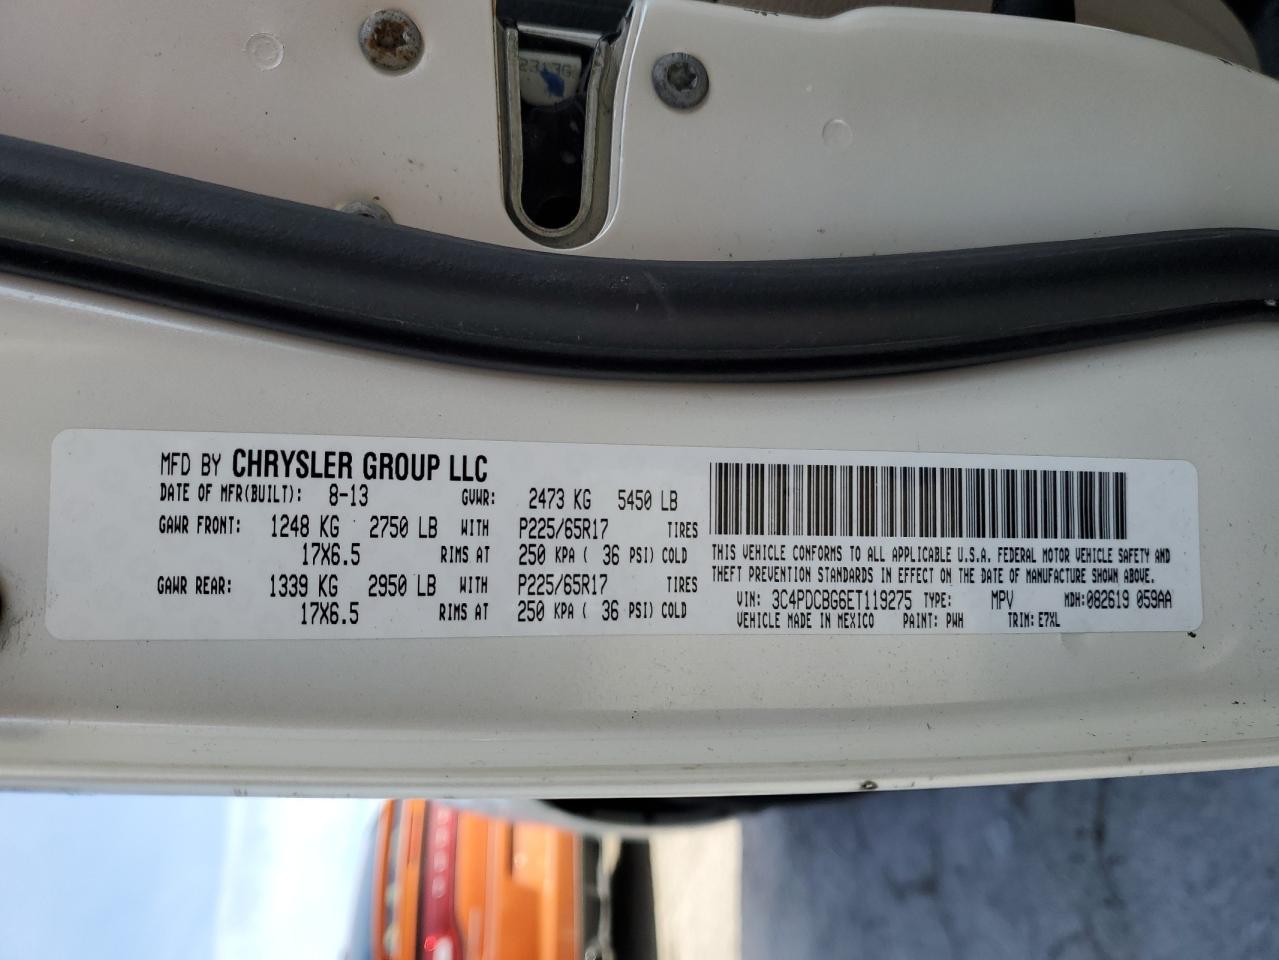 MFD BY CHRYSLER GROUP LLC
DATE OF MFR(BUILT): 8-13 GVWR: 2473 KG 5450 LB
GAWR FRONT: 1248 KG 2750 LB WITH P225/65R17 TIRES
17X6.5 RIMS AT 250 KPA ( 36 PSI) COLD
GAWR REAR: 1339 KG 2950 LB WITH P225/65R17 TIRES
17X6.5 RIMS AT 250 KPA ( 36 PSI) COLD
THIS VEHICLE CONFORMS TO ALL APPLICABLE U.S.A. FEDERAL MOTOR VEHICLE SAFETY AND
THEFT PREVENTION STANDARDS IN EFFECT ON THE DATE OF MANUFACTURE SHOWN ABOVE.
VIN: 3C4PDCBG6ET119275 TYPE: MPV MDH:082619 059AA
VEHICLE MADE IN MEXICO PAINT: PWH TRIM: E7XL